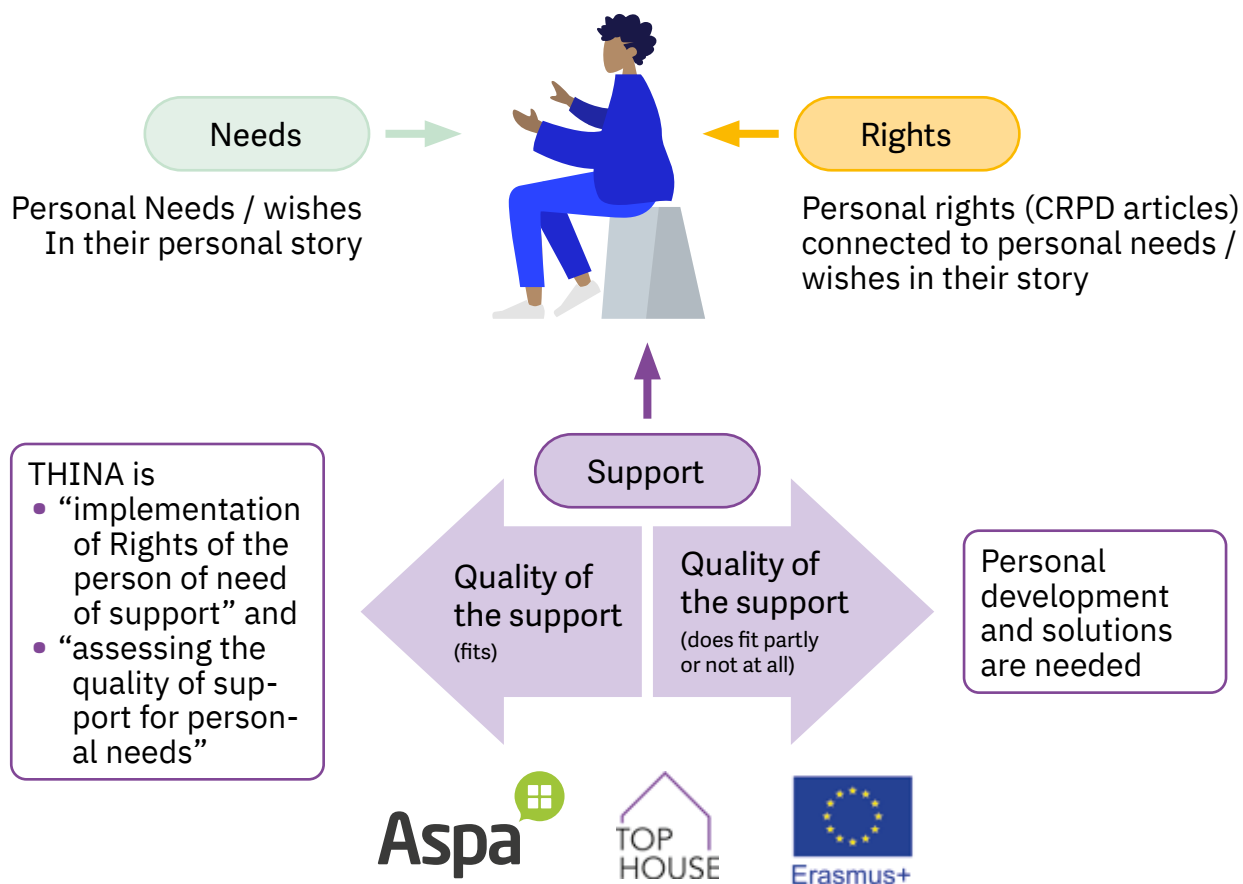 Needs
Personal Needs / wishes
In their personal story
Rights
Personal rights (CRPD articles)
connected to personal needs /
wishes in their story
Support
THINA is
• “implementation
of Rights of the
person of need
of support” and
• “assessing the
quality of sup-
port for person-
al needs”
Quality of
the support
(fits)
Quality of
the support
(does fit partly
or not at all)
Personal
development
and solutions
are needed
Aspa
TOP
HOUSE
Erasmus+